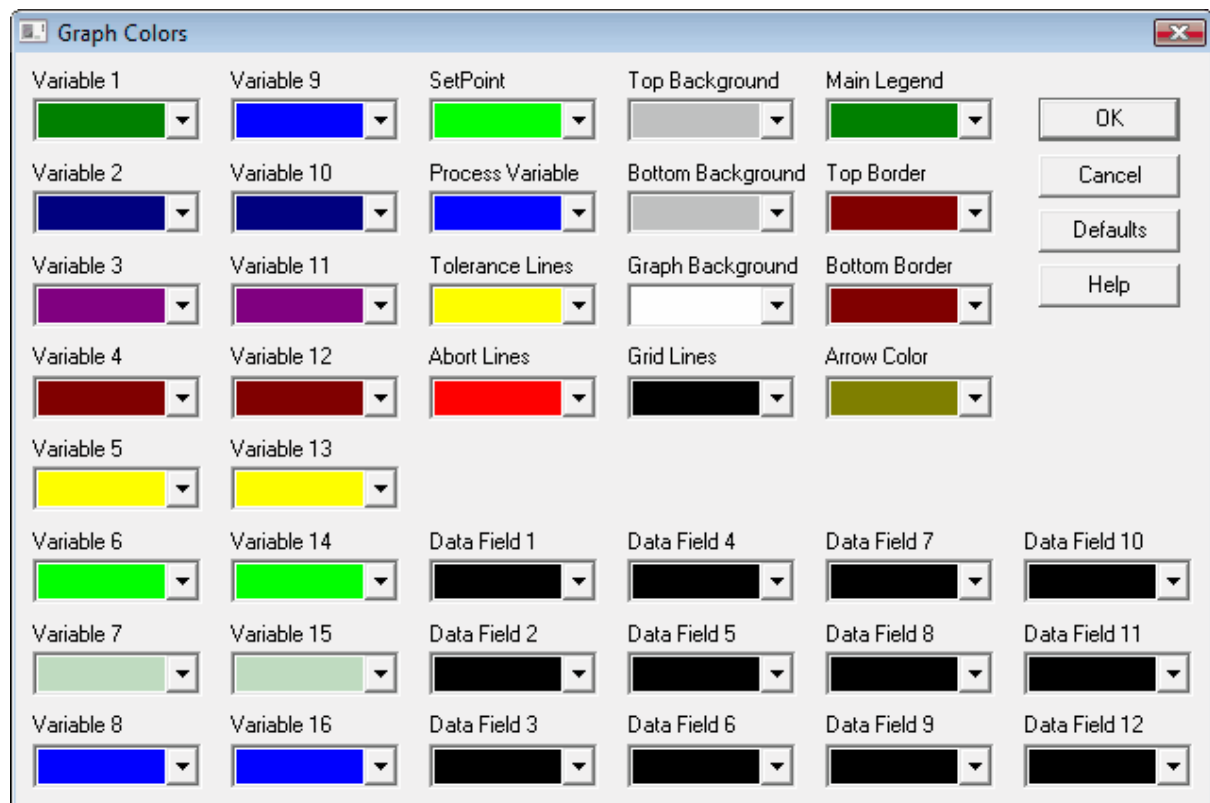 Graph Colors
Variable 1 Variable 9 SetPoint Top Background Main Legend
OK
Variable 2 Variable 10 Process Variable Bottom Background Top Border
Cancel
Defaults
Variable 3 Variable 11 Tolerance Lines Graph Background Bottom Border
Help
Variable 4 Variable 12 Abort Lines Grid Lines Arrow Color
Variable 5 Variable 13
Variable 6 Variable 14 Data Field 1 Data Field 4 Data Field 7 Data Field 10
Variable 7 Variable 15 Data Field 2 Data Field 5 Data Field 8 Data Field 11
Variable 8 Variable 16 Data Field 3 Data Field 6 Data Field 9 Data Field 12